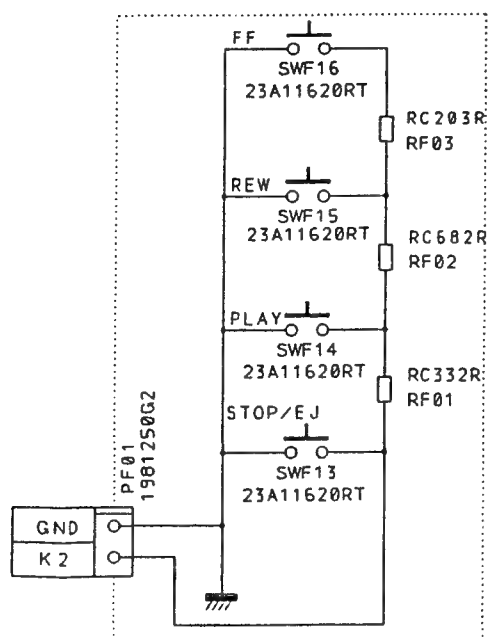 FF
SWF16
23A11620RT
RC203R
RF03
REW
SWF15
23A11620RT
RC682R
RF02
PLAY
SWF14
23A11620RT
RC332R
RF01
STOP/EJ
SWF13
23A11620RT
PF01
1981250G2
GND
K2